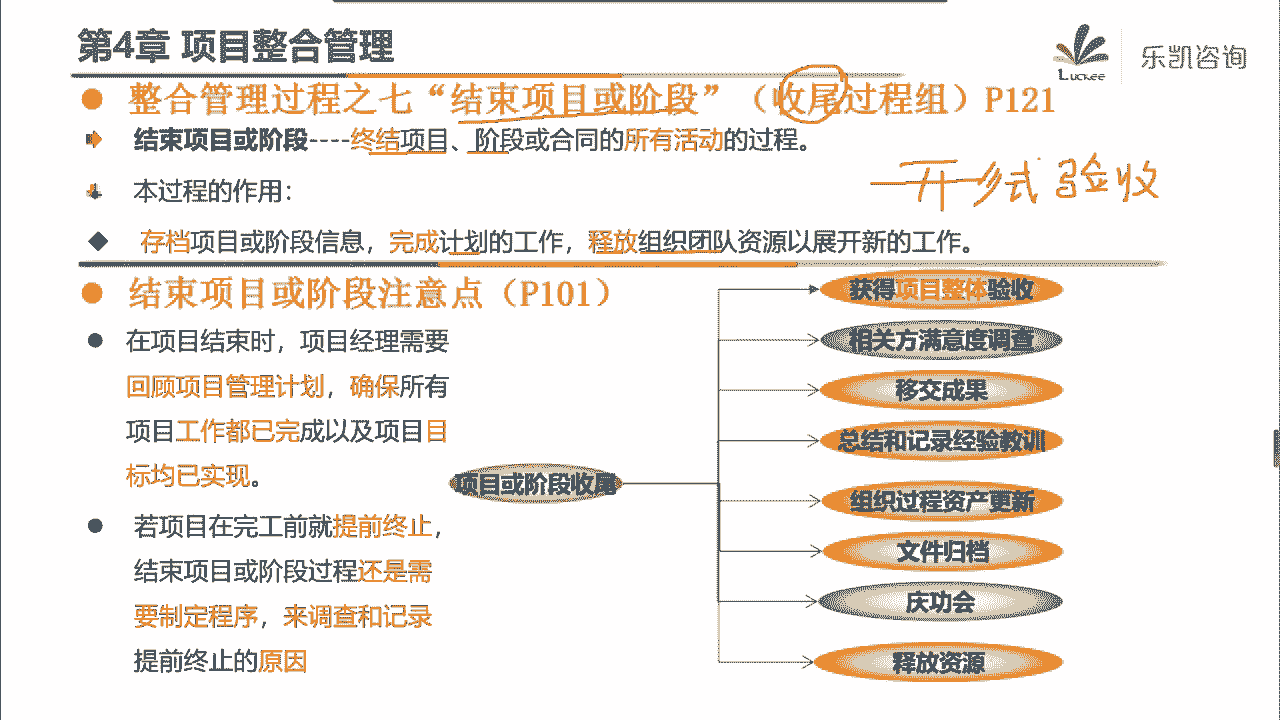 第4章 项目整合管理
Luckee
乐凯咨询
整合管理过程之七“结束项目或阶段”（收尾过程组）P121
结束项目或阶段----终结项目、阶段或合同的所有活动的过程。
本过程的作用：
存档项目或阶段信息，完成计划的工作，释放组织团队资源以展开新的工作。
验收
结束项目或阶段注意点（P101）
在项目结束时，项目经理需要
回顾项目管理计划，确保所有
项目工作都已完成以及项目目
标均已实现。
若项目在完工前就提前终止，
结束项目或阶段过程还是需
要制定程序，来调查和记录
提前终止的原因
项目或阶段收尾
获得项目整体验收
相关方满意度调查
移交成果
总结和记录经验教训
组织过程资产更新
文件归档
庆功会
释放资源